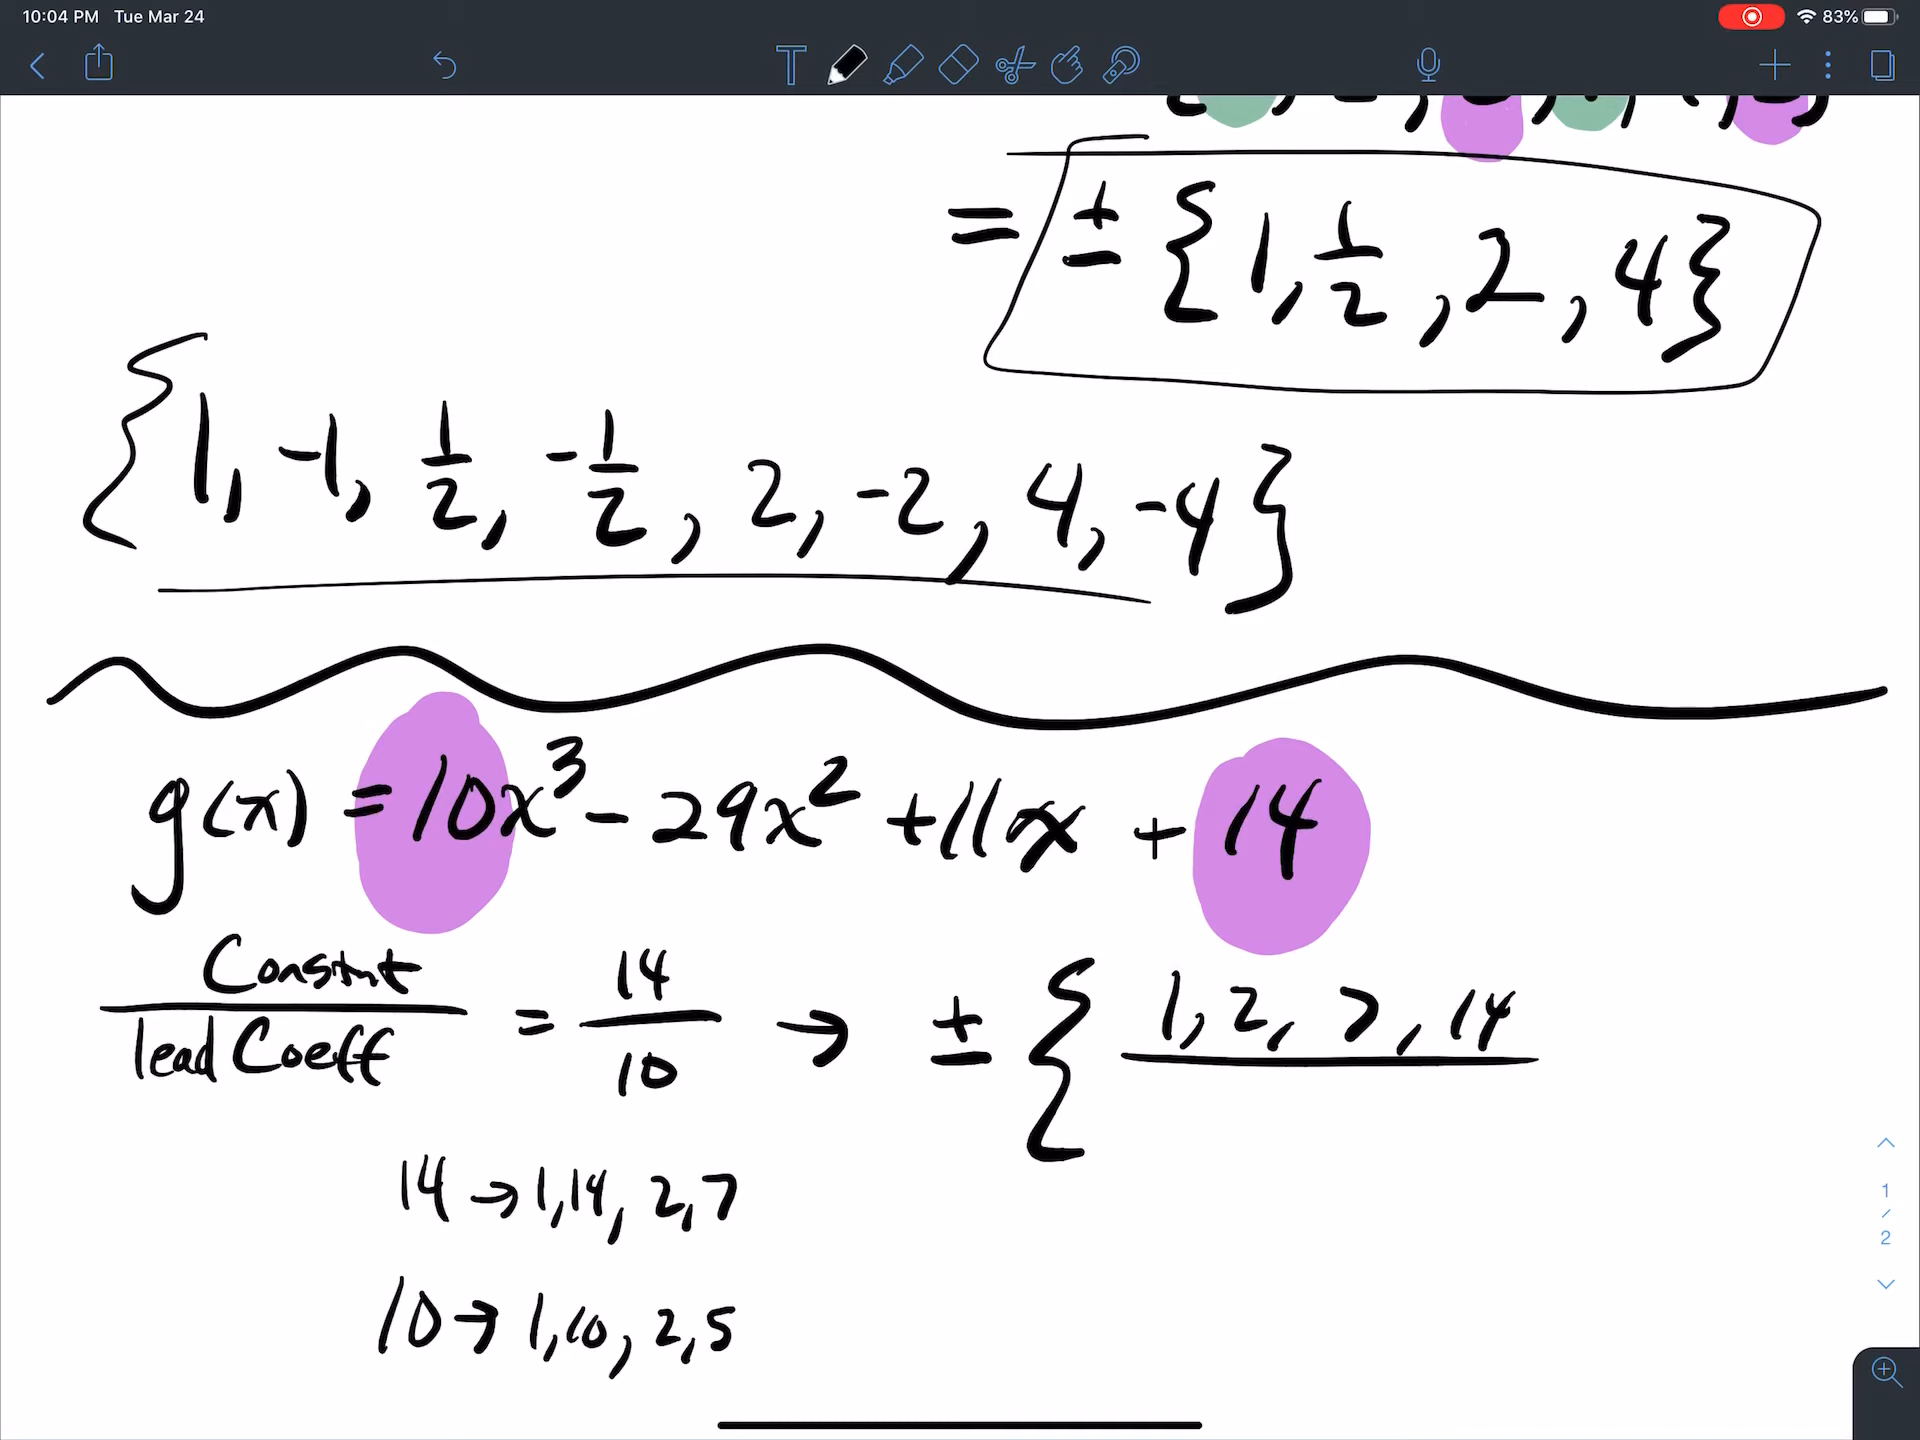 10:04 PM Tue Mar 24
83%
T
= ± {1, 1/2, 2, 4}
{1, -1, 1/2, -1/2, 2, -2, 4, -4}
g(x) = 10x³ - 29x² + 11x + 14
Constnt / lead Coeff = 14/10 → ± { 1, 2, 7, 14
14 → 1, 14, 2, 7
10 → 1, 10, 2, 5
1 / 2